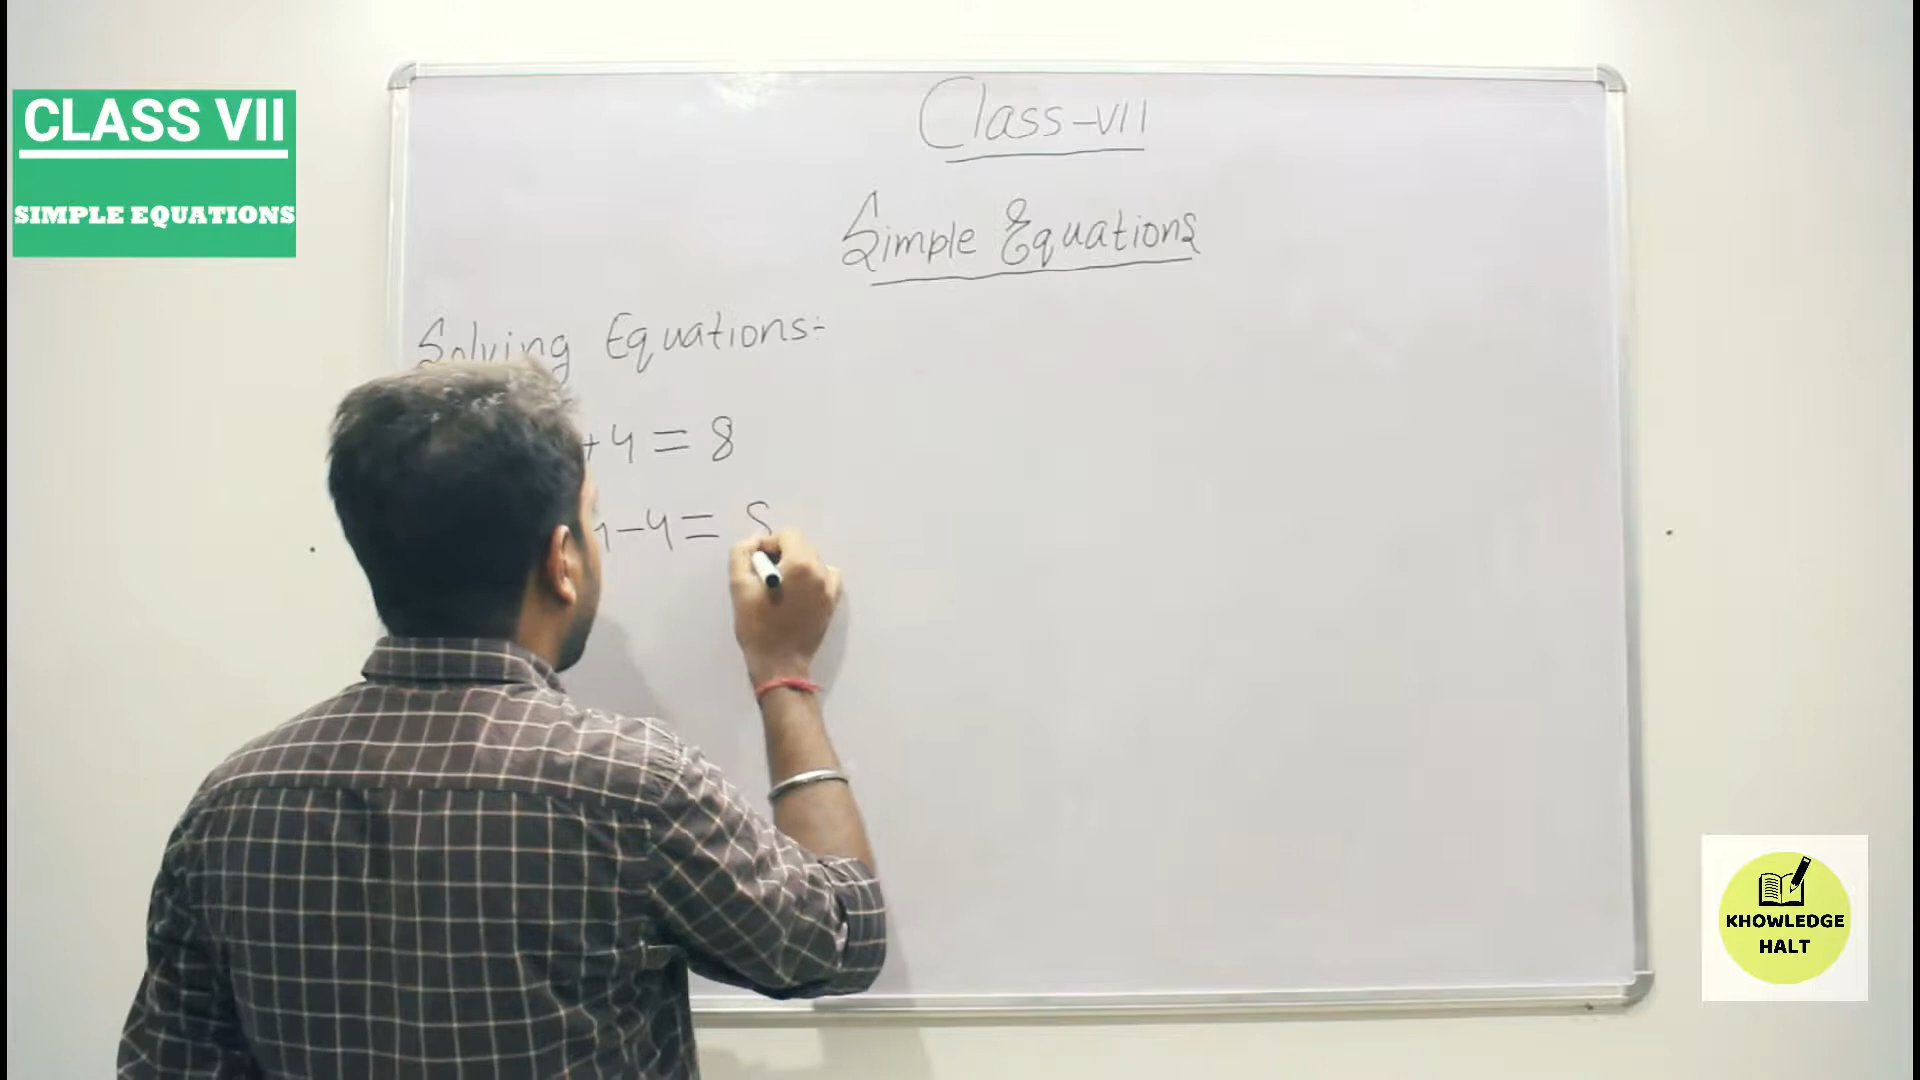 CLASS VII
SIMPLE EQUATIONS
Class-VII
Simple Equations
Solving Equations:-
+4=8
-4=
KHOWLEDGE
HALT